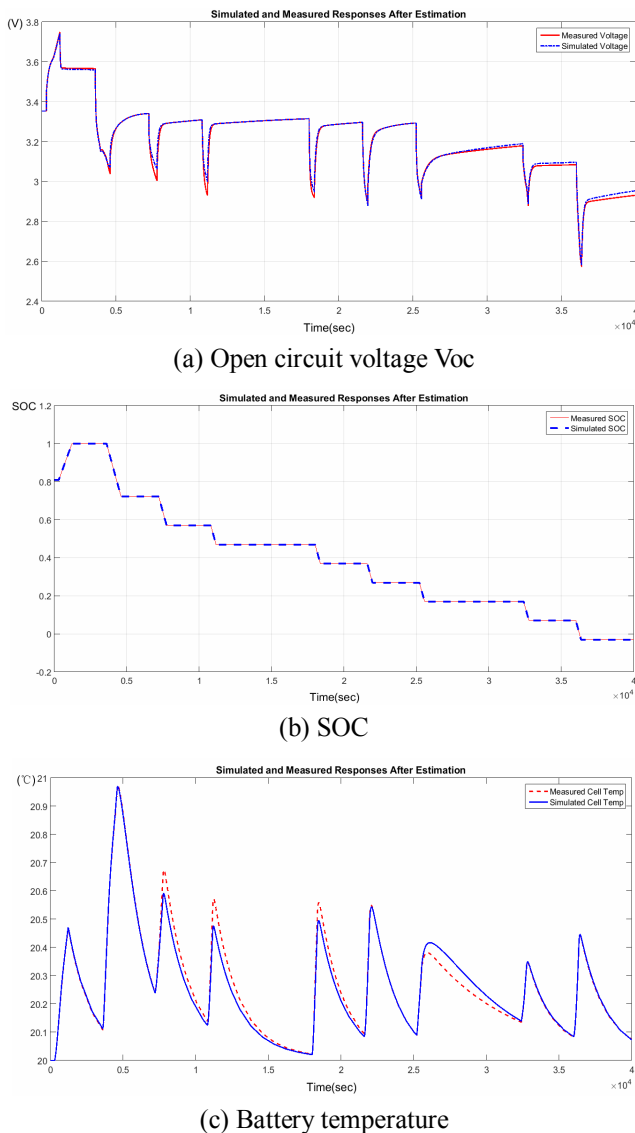 Simulated and Measured Responses After Estimation
(V)
3.8
3.6
3.4
3.2
3
2.8
2.6
2.4
Measured Voltage
Simulated Voltage
0 0.5 1 1.5 2 2.5 3 3.5 4
×10⁴
Time(sec)
(a) Open circuit voltage Voc
Simulated and Measured Responses After Estimation
SOC
1.2
1
0.8
0.6
0.4
0.2
0
-0.2
Measured SOC
Simulated SOC
0 0.5 1 1.5 2 2.5 3 3.5 4
×10⁴
Time(sec)
(b) SOC
Simulated and Measured Responses After Estimation
(℃)
21
20.9
20.8
20.7
20.6
20.5
20.4
20.3
20.2
20.1
20
Measured Cell Temp
Simulated Cell Temp
0 0.5 1 1.5 2 2.5 3 3.5 4
×10⁴
Time(sec)
(c) Battery temperature